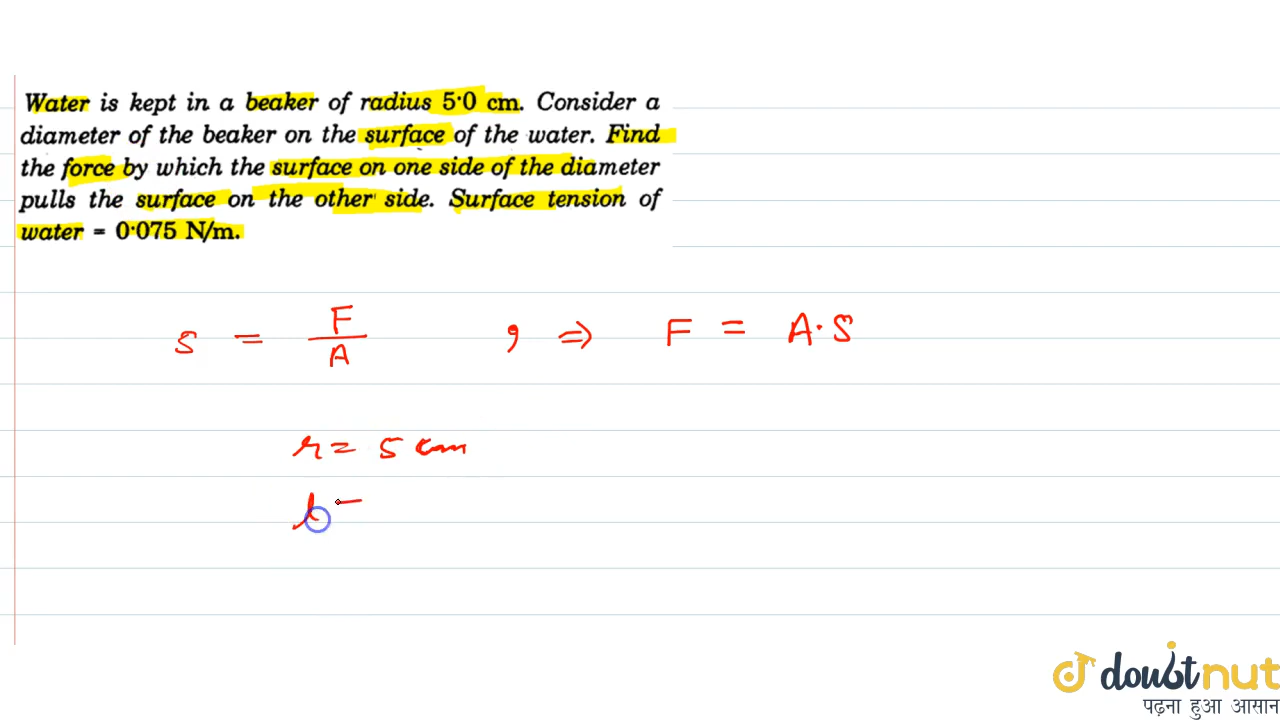 Water is kept in a beaker of radius 5·0 cm. Consider a
diameter of the beaker on the surface of the water. Find
the force by which the surface on one side of the diameter
pulls the surface on the other side. Surface tension of
water = 0·075 N/m.
S = F/A , ⇒ F = A·S
r = 5 cm
l =
doubtnut
पढ़ना हुआ आसान